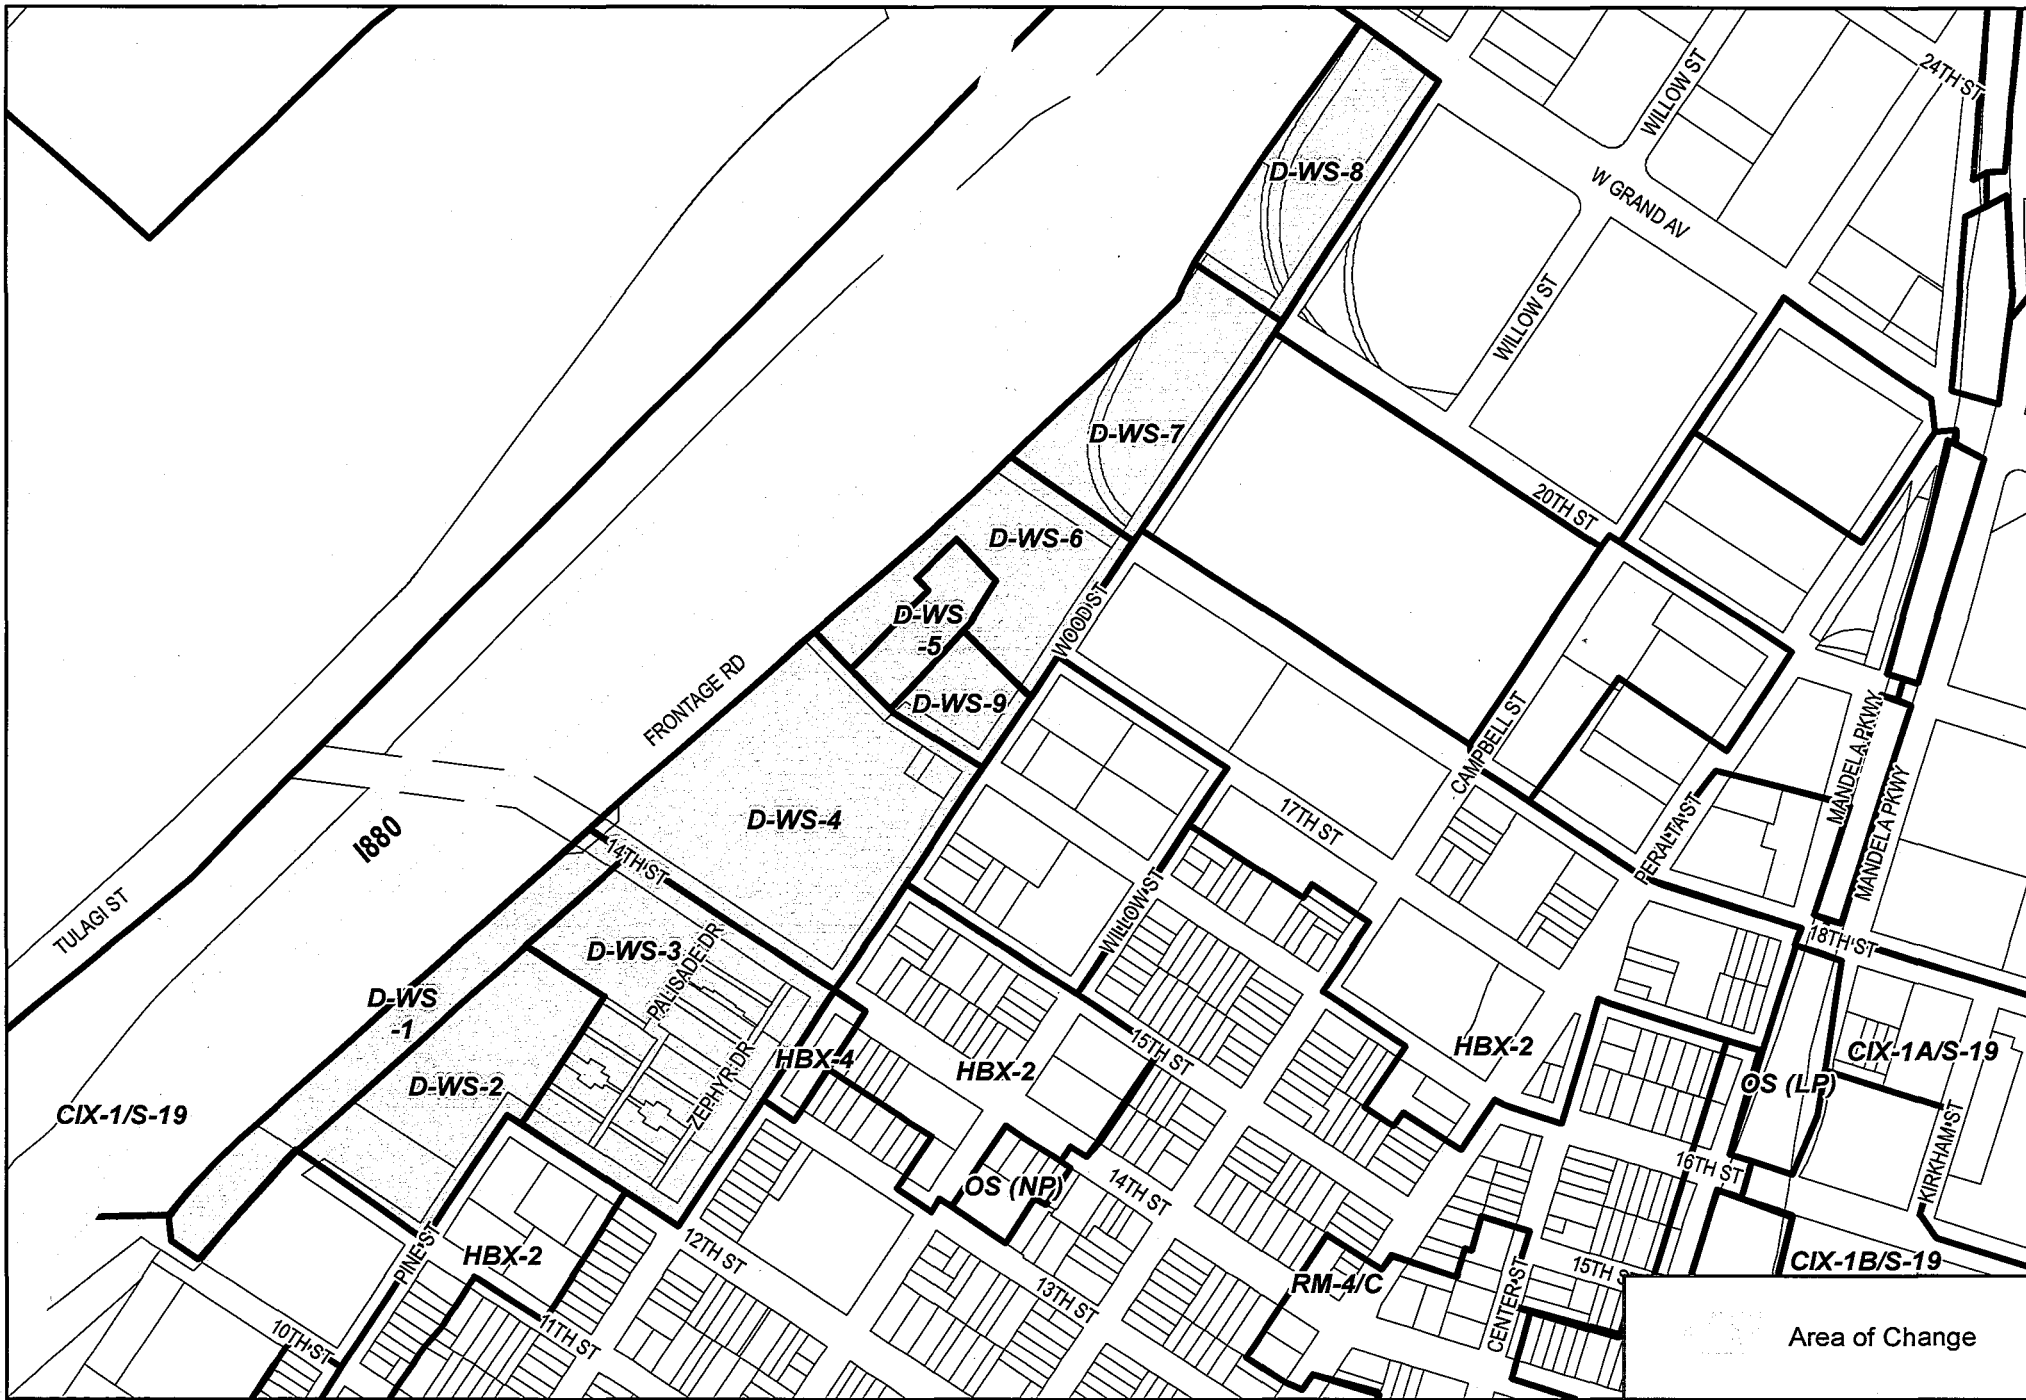 24TH ST
WILLOW ST
D-WS-8
W GRAND AV
WILLOW ST
D-WS-7
20TH ST
D-WS-6
D-WS
-5
WOOD ST
D-WS-9
FRONTAGE RD
CAMPBELL ST
MANDELA PKWY
MANDELA PKWY
17TH ST
D-WS-4
I880
PERALTA ST
14TH ST
WILLOW ST
TULAGI ST
18TH ST
D-WS-3
PALISADE DR
D-WS
-1
15TH ST
HBX-2
CIX-1A/S-19
HBX-4
HBX-2
ZEPHYR DR
D-WS-2
OS (LP)
CIX-1/S-19
KIRKHAM ST
16TH ST
OS (NP)
14TH ST
PINE ST
HBX-2
12TH ST
13TH ST
RM-4/C
CENTER ST
15TH S
CIX-1B/S-19
10TH ST
11TH ST
Area of Change